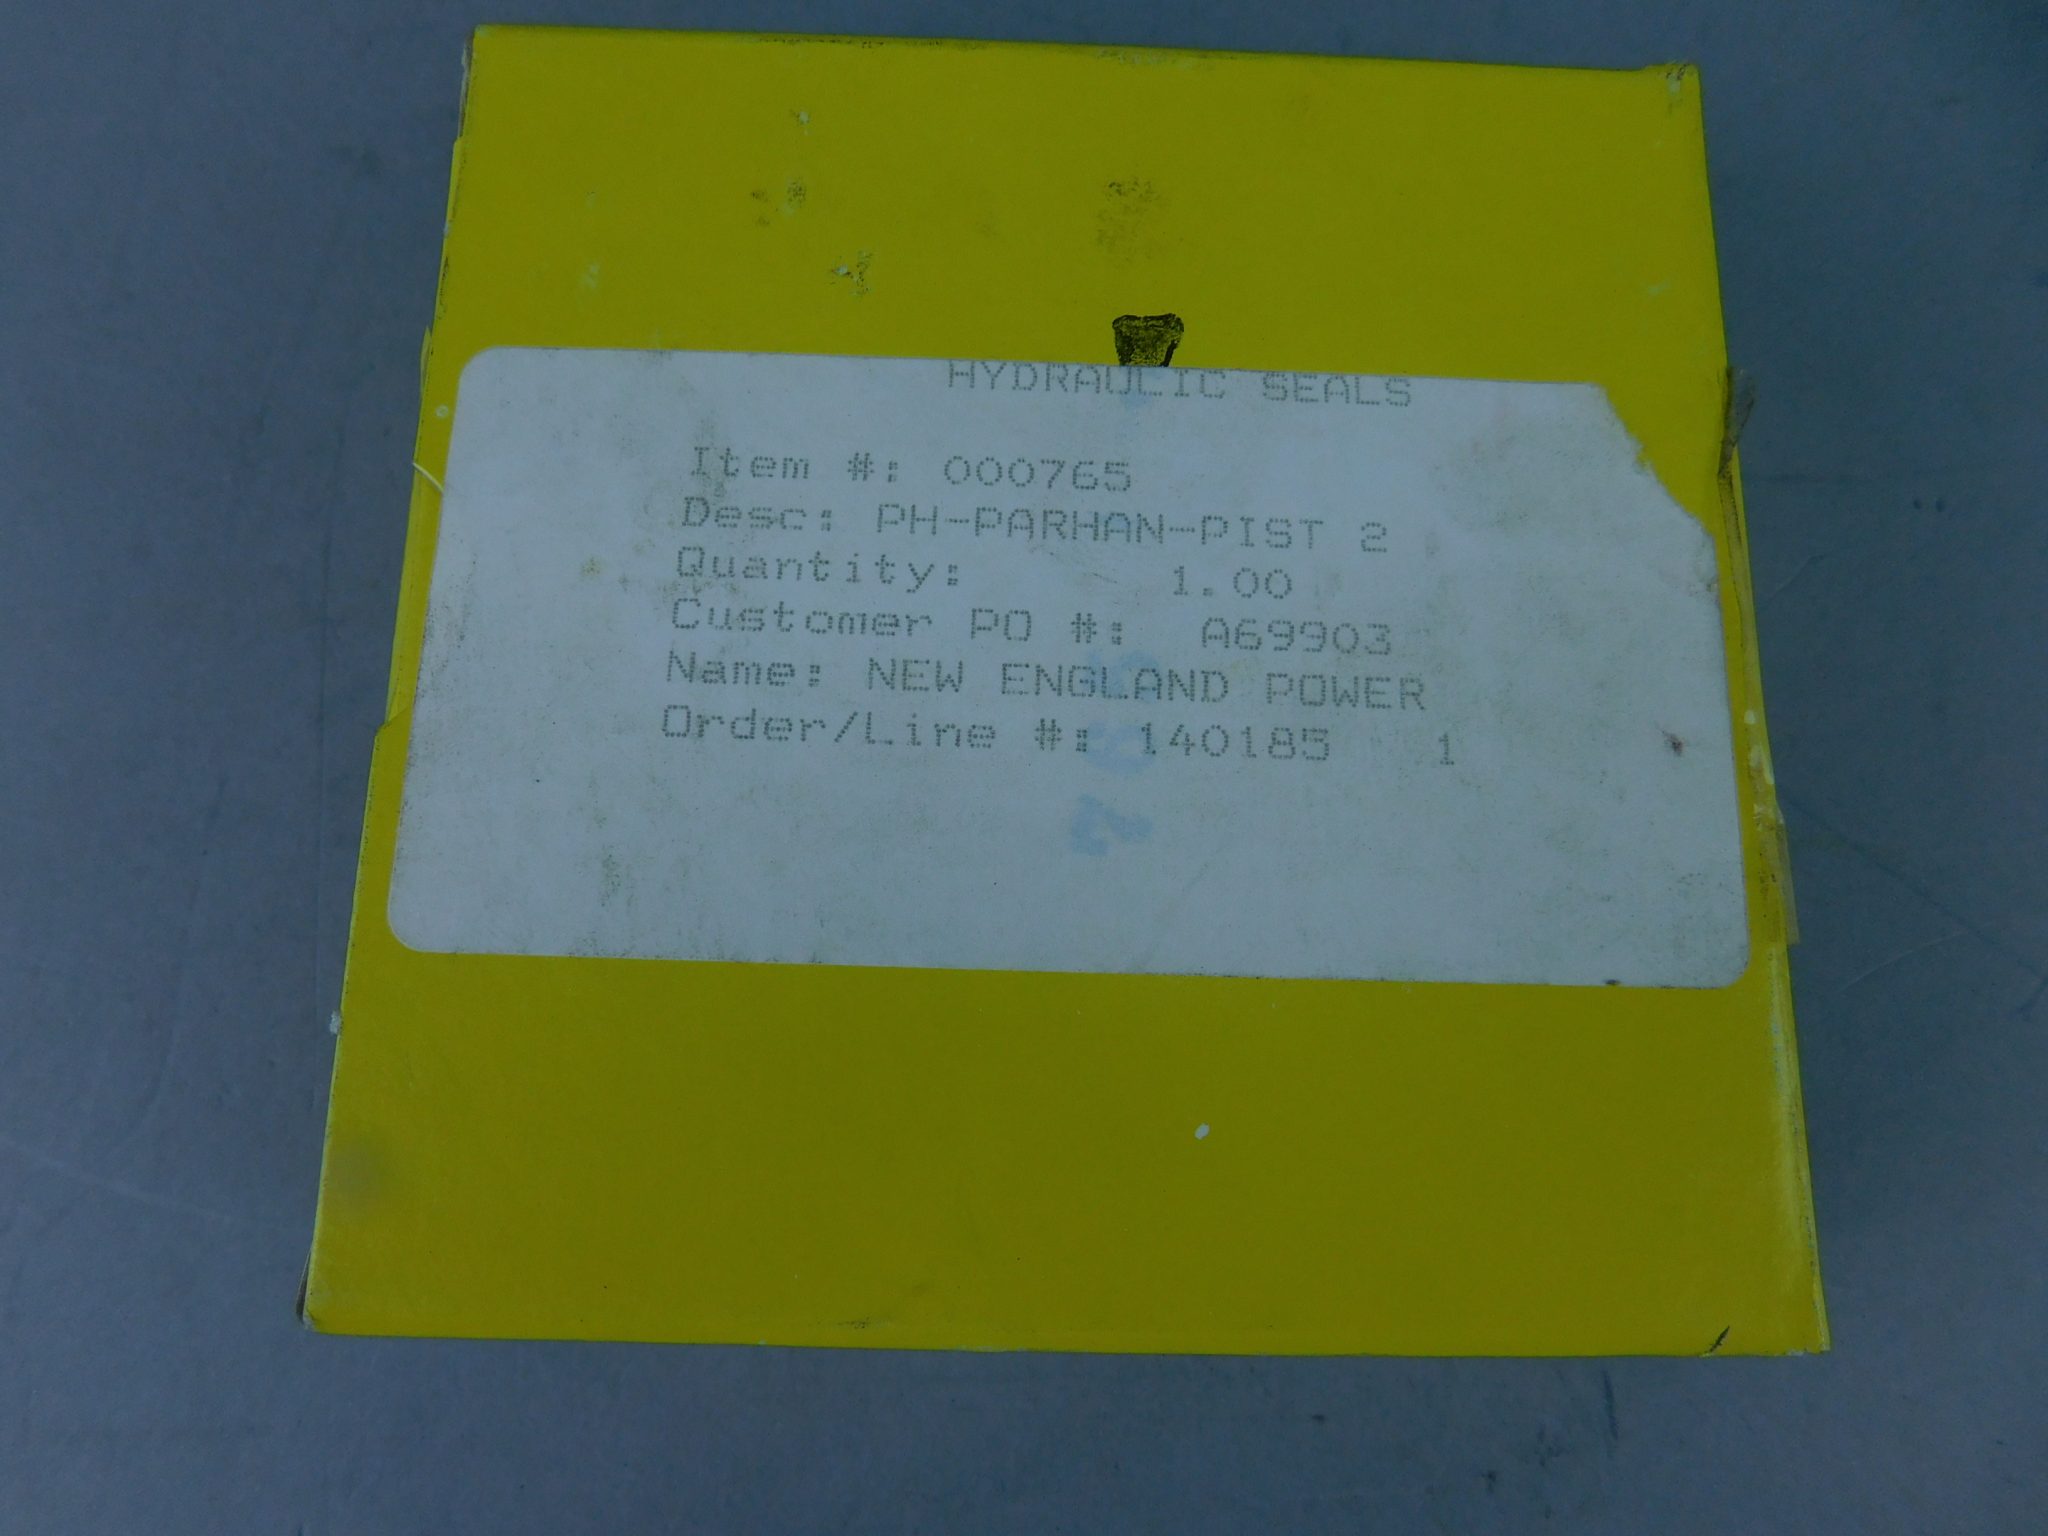 HYDRAULIC SEALS
Item #: 000765
Desc: PH-PARHAN-PIST 2
Quantity: 1.00
Customer PO #: A69903
Name: NEW ENGLAND POWER
Order/Line #: 140185 1